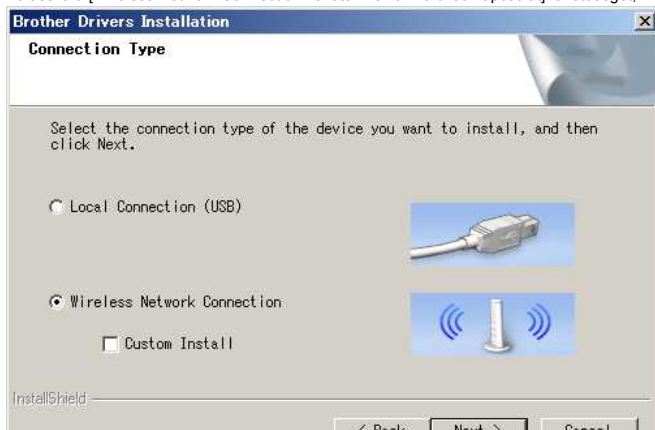 Brother Drivers Installation
Connection Type
Select the connection type of the device you want to install, and then
click Next.
Local Connection (USB)
Wireless Network Connection
Custom Install
InstallShield
< Back Next > Cancel